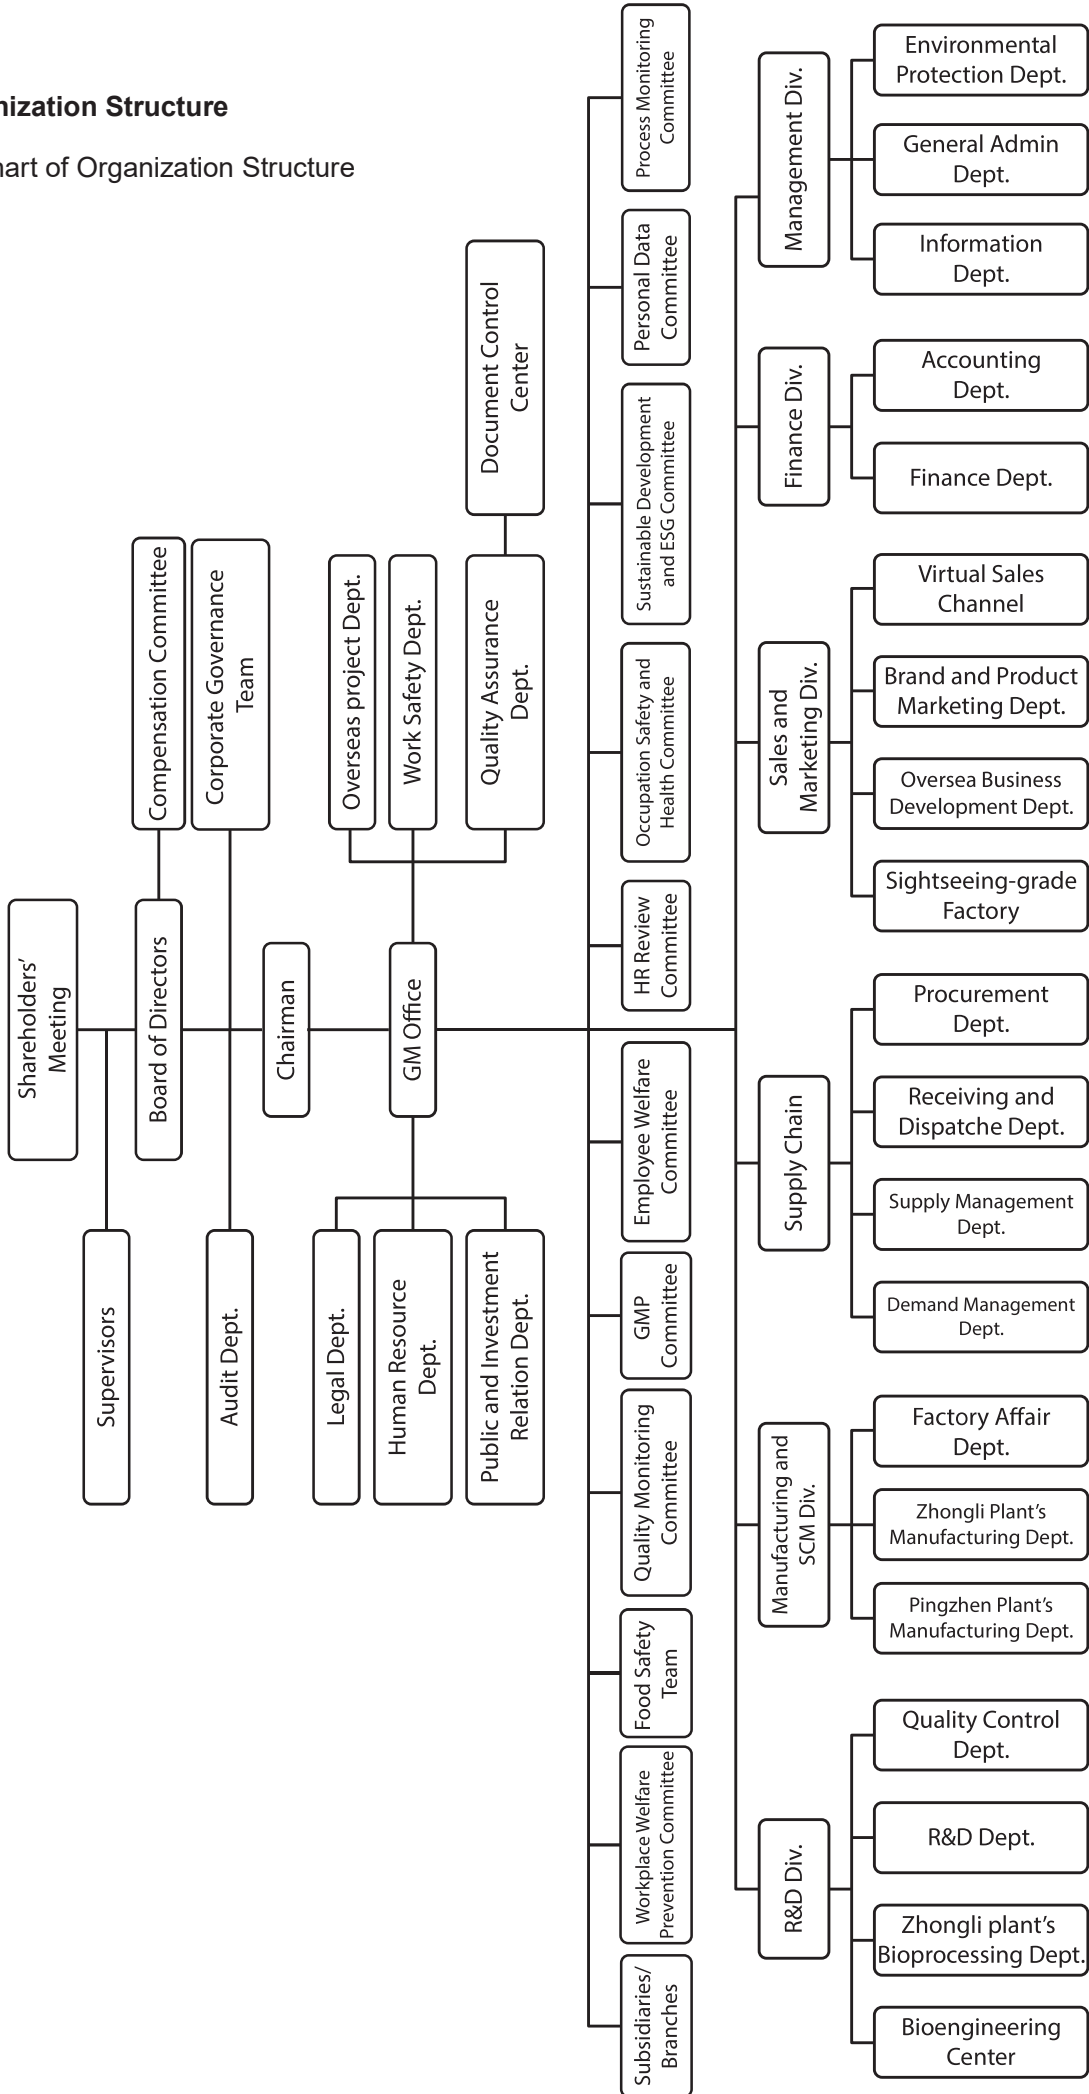 nization Structure
nart of Organization Structure
Shareholders'
Meeting
Supervisors
Board of Directors
Compensation Committee
Corporate Governance
Team
Audit Dept.
Chairman
GM Office
Overseas project Dept.
Work Safety Dept.
Quality Assurance
Dept.
Document Control
Center
Legal Dept.
Human Resource
Dept.
Public and Investment
Relation Dept.
Process Monitoring
Committee
Personal Data
Committee
Sustainable Development
and ESG Committee
Occupation Safety and
Health Committee
HR Review
Committee
Employee Welfare
Committee
GMP
Committee
Quality Monitoring
Committee
Food Safety
Team
Workplace Welfare
Prevention Committee
Subsidiaries/
Branches
Management Div.
Environmental
Protection Dept.
General Admin
Dept.
Information
Dept.
Finance Div.
Accounting
Dept.
Finance Dept.
Sales and
Marketing Div.
Virtual Sales
Channel
Brand and Product
Marketing Dept.
Oversea Business
Development Dept.
Sightseeing-grade
Factory
Supply Chain
Procurement
Dept.
Receiving and
Dispatche Dept.
Supply Management
Dept.
Demand Management
Dept.
Manufacturing and
SCM Div.
Factory Affair
Dept.
Zhongli Plant's
Manufacturing Dept.
Pingzhen Plant's
Manufacturing Dept.
R&D Div.
Quality Control
Dept.
R&D Dept.
Zhongli plant's
Bioprocessing Dept.
Bioengineering
Center